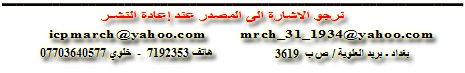 نرجو الاشارة الى المصدر عند إعادة النشر
icpmarch@yahoo.com mrch_31_1934@yahoo.com
بغداد . بريد العلوية / ص ب 3619 هاتف 7192353 - خلوي 07703640577